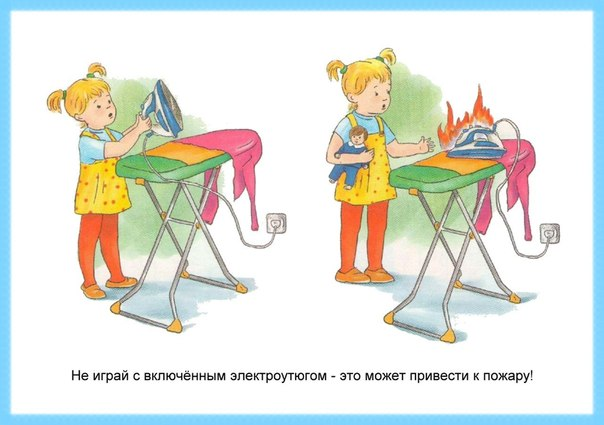 Не играй с включённым электроутюгом - это может привести к пожару!